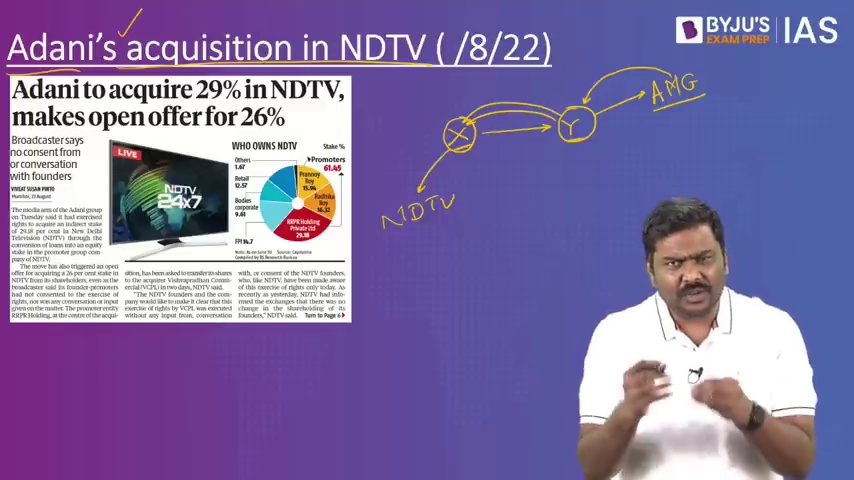 Adani's acquisition in NDTV ( /8/22)
BYJU'S
EXAM PREP
IAS
Adani to acquire 29% in NDTV,
makes open offer for 26%
Broadcaster says
no consent from
or conversation
with founders
VIVEAT SUSAN PINTO
Mumbai, 23 August
The media arm of the Adani group
on Tuesday said it had exercised
rights to acquire an indirect stake
of 29.18 per cent in New Delhi
Television (NDTV) through the
conversion of loans into an equity
stake in the promoter group com-
pany of NDTV.
The move has also triggered an open
offer for acquiring a 26 per cent stake in
NDTV from its shareholders, even as the
broadcaster said its founder-promoters
had not consented to the exercise of
rights, nor was any conversation or input
given on the matter. The promoter entity
RRPR Holding, at the centre of the acqui-
LIVE
NDTV
24x7
WHO OWNS NDTV
Stake %
Others
1.67
Retail
12.57
Bodies
corporate
9.61
FPI 14.7
Promoters
61.45
Prannoy
Roy
15.94
Radhika
Roy
16.32
RRPR Holding
Private Ltd
29.18
Note: As on June'30 Source: Capitaline
Compiled by BS Research Bureau
sition, has been asked to transfer its shares
to the acquirer Vishvapradhan Comm-
ercial (VCPL) in two days, NDTV said.
"The NDTV founders and the
company would like to make it clear that this
exercise of rights by VCPL was executed
without any input from, conversation
with, or consent of the NDTV founders,
who, like NDTV, have been made aware
of this exercise of rights only today. As
recently as yesterday, NDTV had infor-
med the exchanges that there was no
change in the shareholding of its
founders," NDTV said.
Turn to Page 6
X
Y
AMG
NDTV